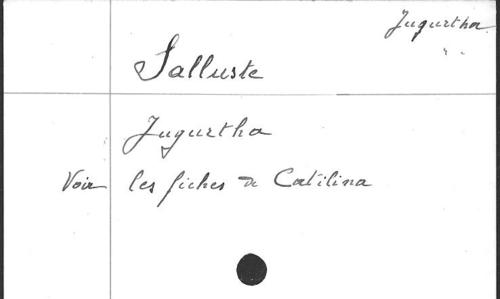 Jugurtha
Salluste
Jugurtha
Voir les fiches de Catilina